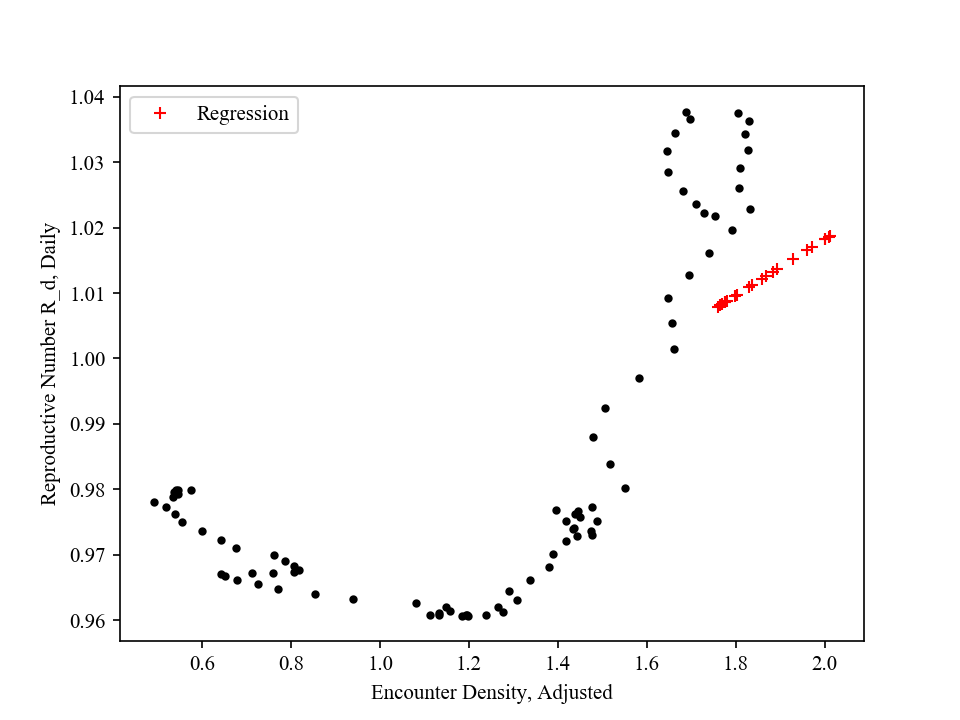 Regression
1.04
1.03
1.02
1.01
1.00
0.99
0.98
0.97
0.96
Reproductive Number R_d, Daily
0.6 0.8 1.0 1.2 1.4 1.6 1.8 2.0
Encounter Density, Adjusted